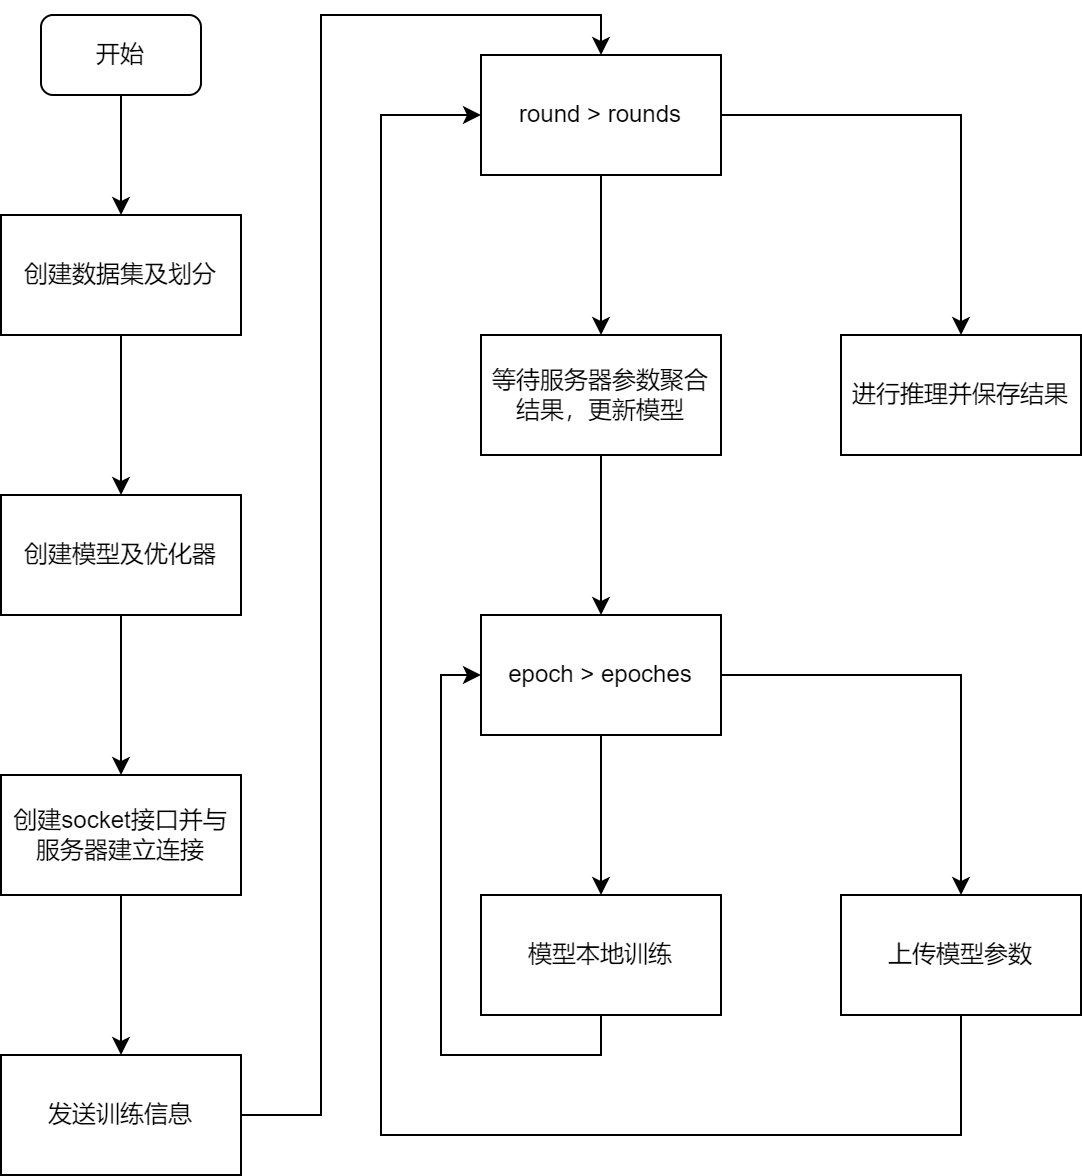 开始
创建数据集及划分
创建模型及优化器
创建socket接口并与
服务器建立连接
发送训练信息
round > rounds
等待服务器参数聚合
结果，更新模型
进行推理并保存结果
epoch > epoches
模型本地训练
上传模型参数